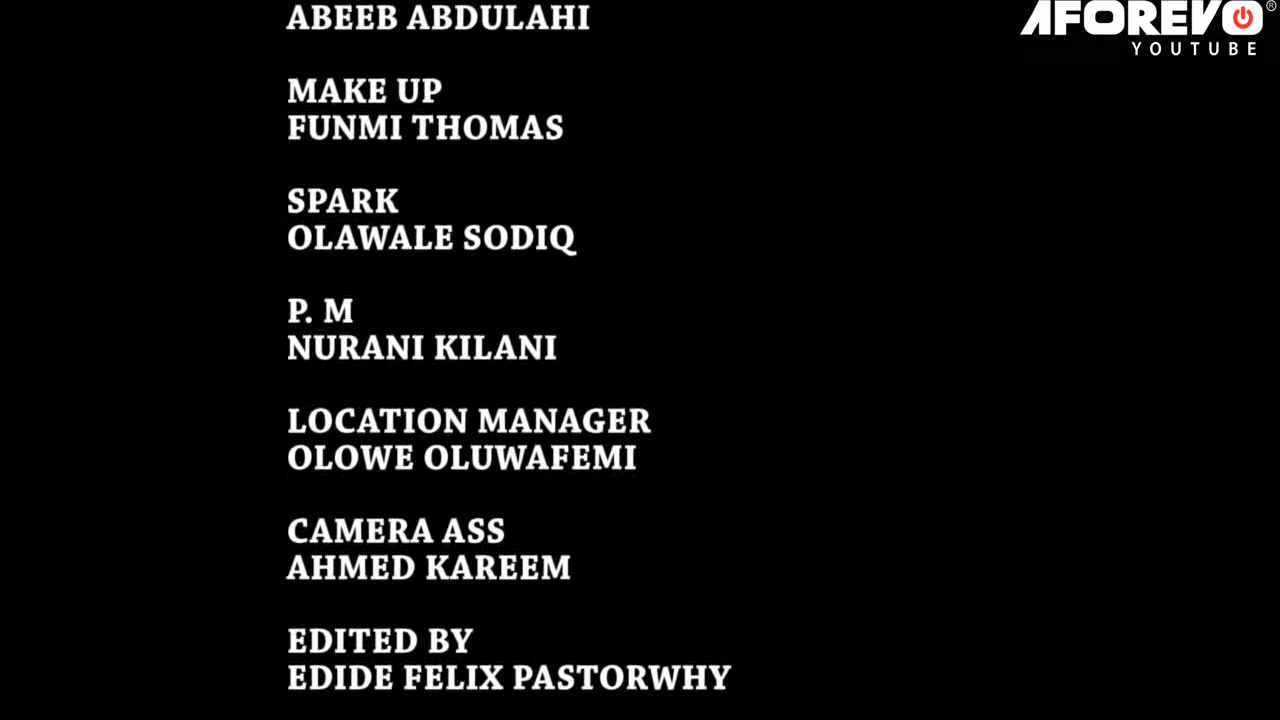 ABEEB ABDULAHI
AFOREVO®
YOUTUBE
MAKE UP
FUNMI THOMAS
SPARK
OLAWALE SODIQ
P. M
NURANI KILANI
LOCATION MANAGER
OLOWE OLUWAFEMI
CAMERA ASS
AHMED KAREEM
EDITED BY
EDIDE FELIX PASTORWHY